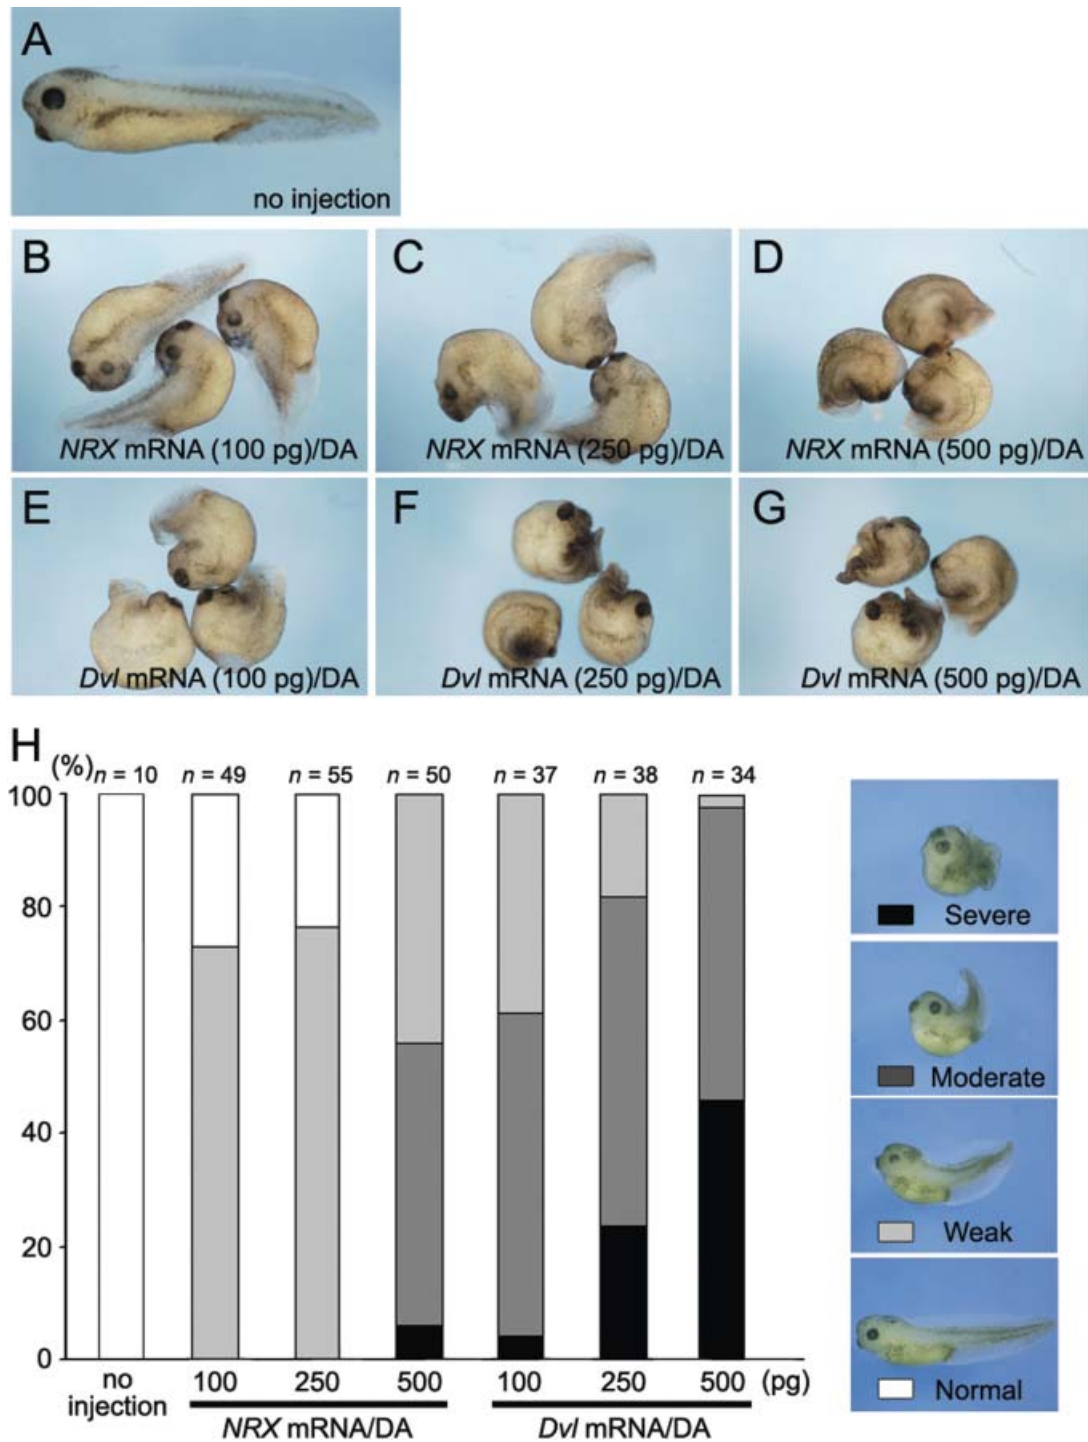 A
no injection
B
NRX mRNA (100 pg)/DA
C
NRX mRNA (250 pg)/DA
D
NRX mRNA (500 pg)/DA
E
Dvl mRNA (100 pg)/DA
F
Dvl mRNA (250 pg)/DA
G
Dvl mRNA (500 pg)/DA
H
(%) n = 10 n = 49 n = 55 n = 50 n = 37 n = 38 n = 34
100
80
60
40
20
0
no injection 100 250 500 100 250 500 (pg)
NRX mRNA/DA Dvl mRNA/DA
Severe
Moderate
Weak
Normal